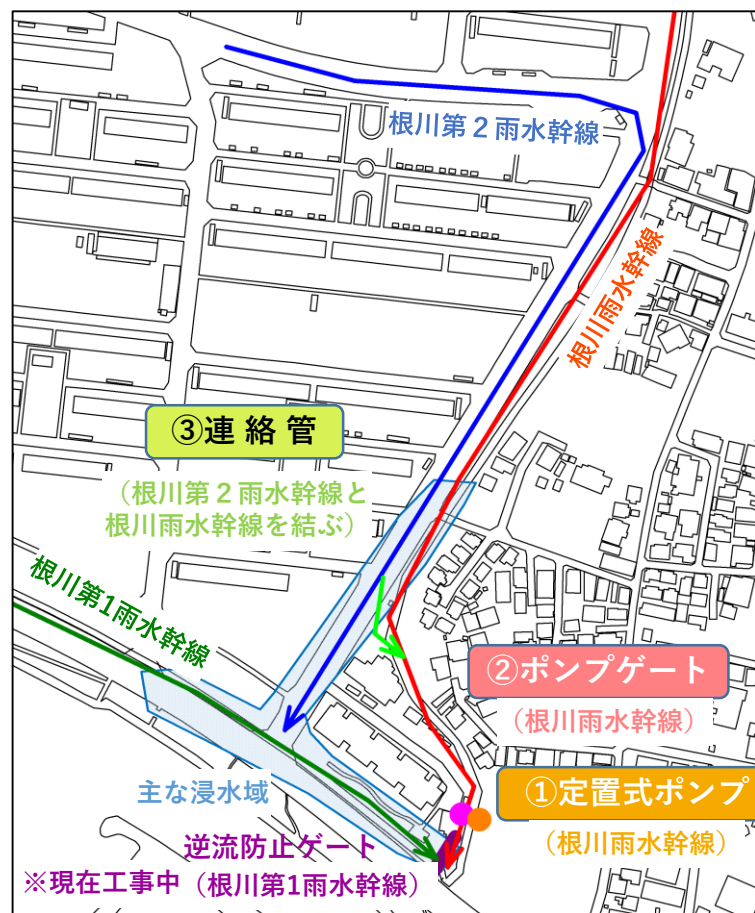 根川第２雨水幹線
根川雨水幹線
③連 絡 管
（根川第２雨水幹線と
根川雨水幹線を結ぶ）
根川第1雨水幹線
②ポンプゲート
（根川雨水幹線）
主な浸水域
①定置式ポンプ
（根川雨水幹線）
逆流防止ゲート
※現在工事中（根川第1雨水幹線）